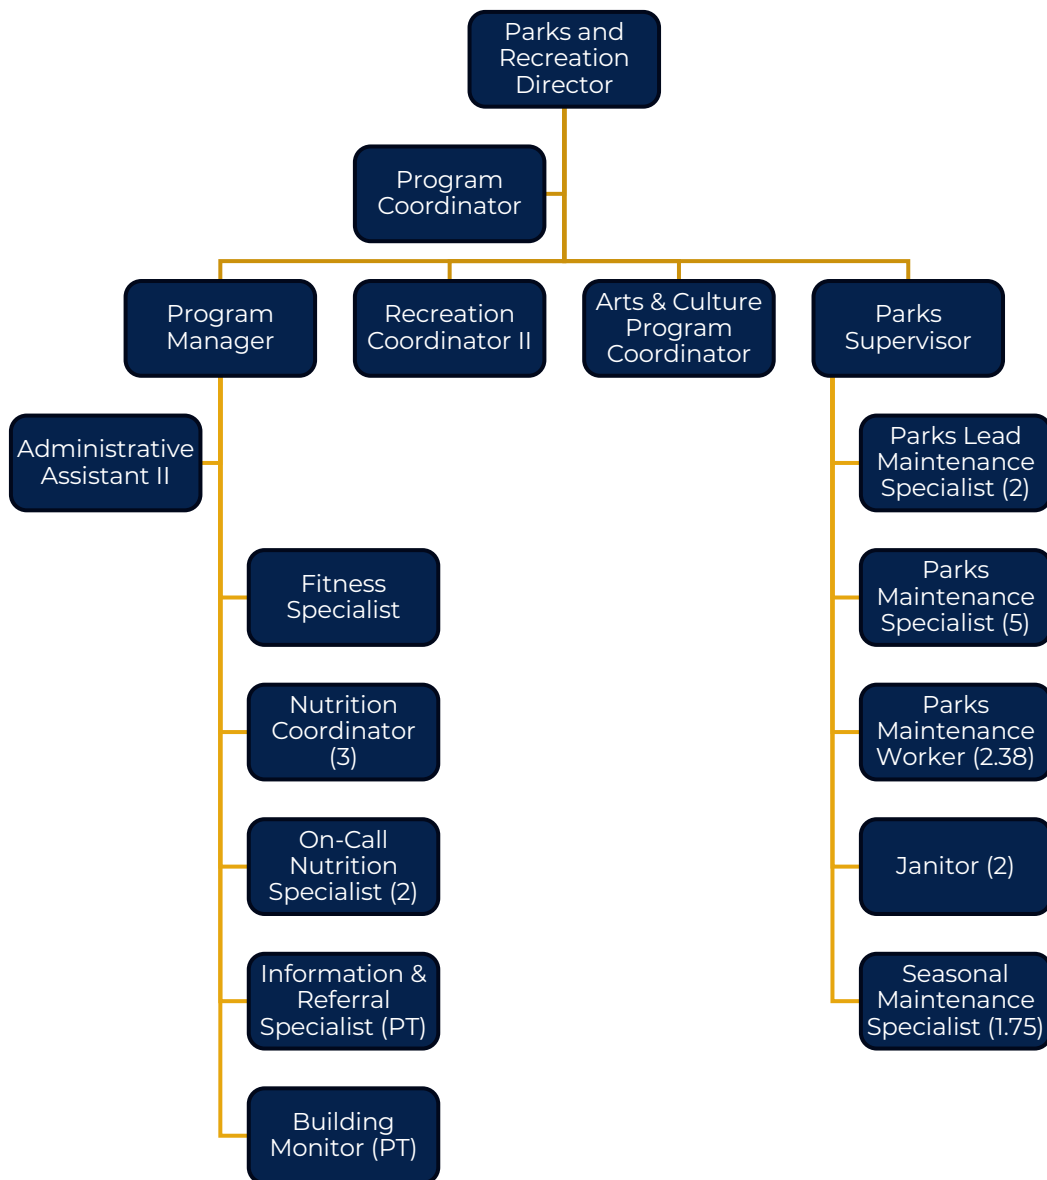 Parks and
Recreation
Director
Program
Coordinator
Program
Manager
Recreation
Coordinator II
Arts & Culture
Program
Coordinator
Parks
Supervisor
Administrative
Assistant II
Fitness
Specialist
Nutrition
Coordinator
(3)
On-Call
Nutrition
Specialist (2)
Information &
Referral
Specialist (PT)
Building
Monitor (PT)
Parks Lead
Maintenance
Specialist (2)
Parks
Maintenance
Specialist (5)
Parks
Maintenance
Worker (2.38)
Janitor (2)
Seasonal
Maintenance
Specialist (1.75)